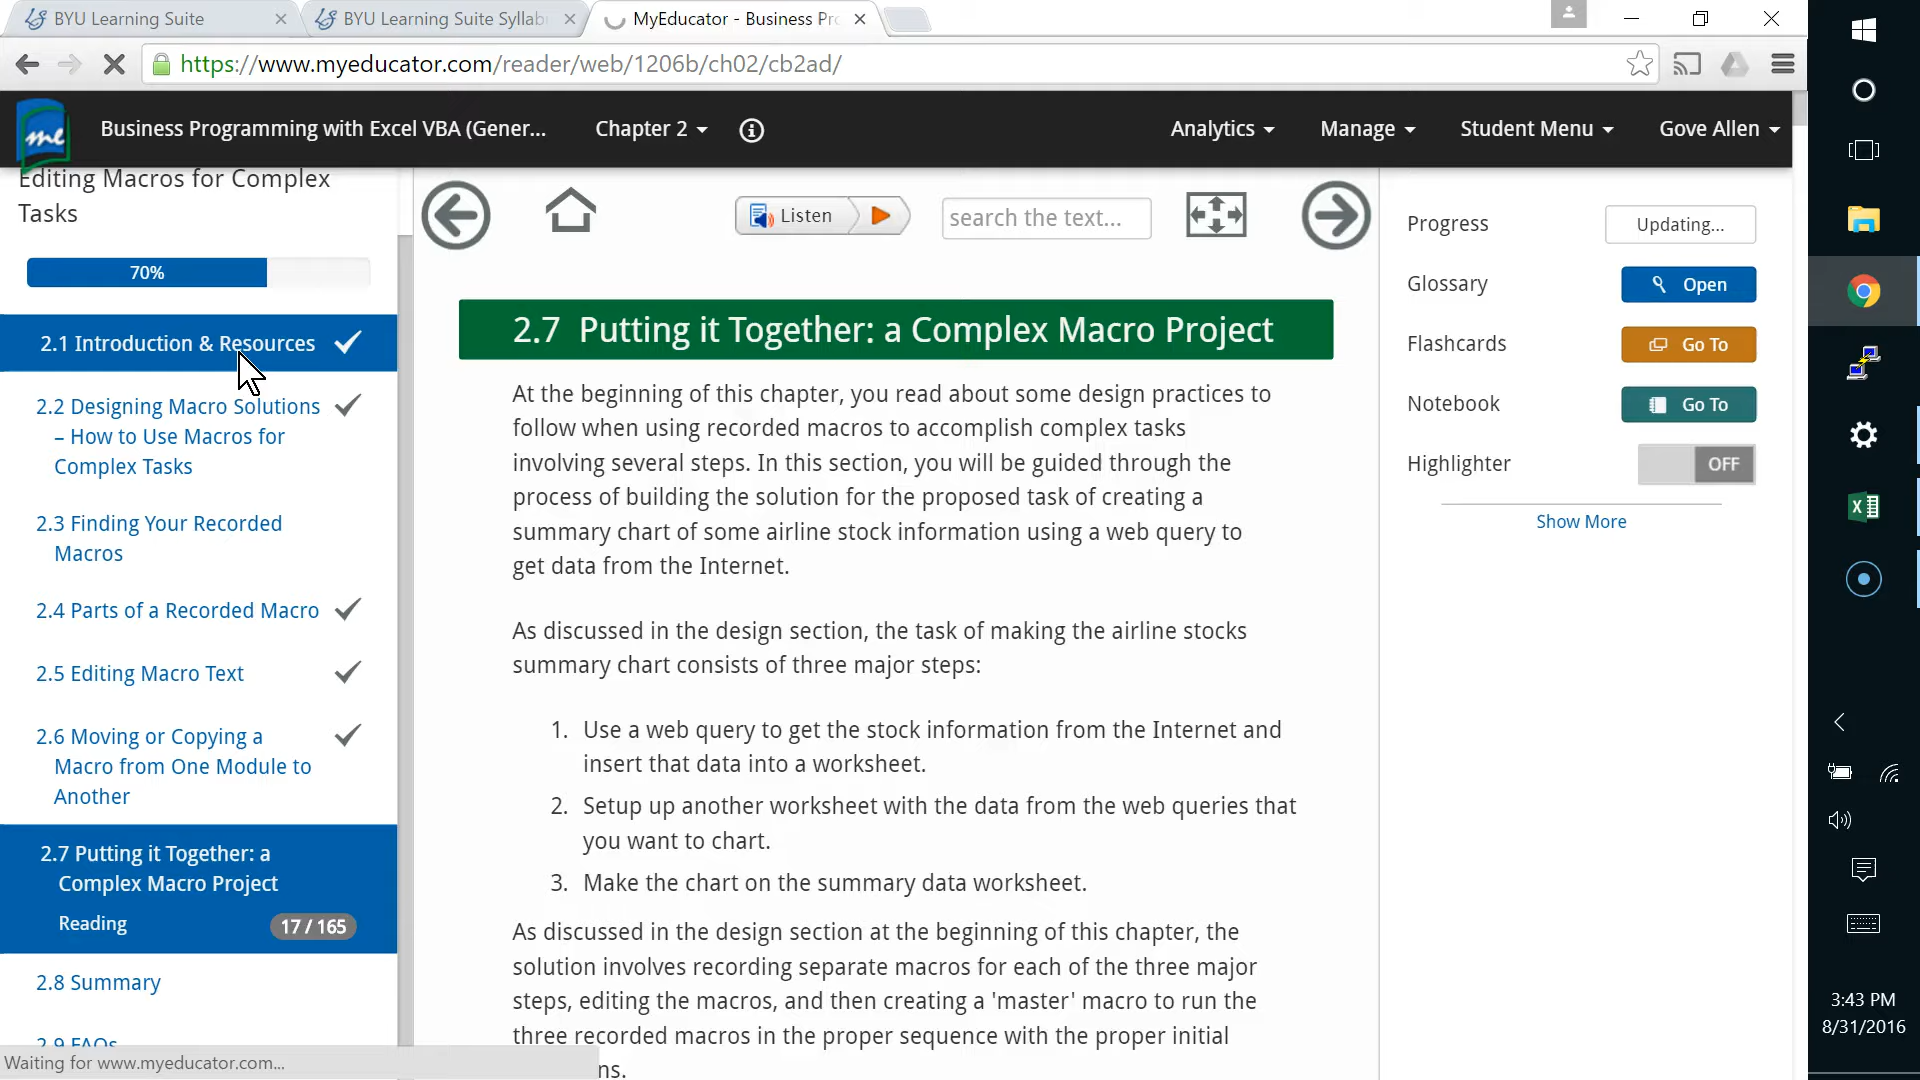 BYU Learning Suite
BYU Learning Suite Syllab
MyEducator - Business Pro
https://www.myeducator.com/reader/web/1206b/ch02/cb2ad/
me
Business Programming with Excel VBA (Gener...
Chapter 2
Analytics
Manage
Student Menu
Gove Allen
Editing Macros for Complex
Tasks
70%
2.1 Introduction & Resources
2.2 Designing Macro Solutions
– How to Use Macros for
Complex Tasks
2.3 Finding Your Recorded
Macros
2.4 Parts of a Recorded Macro
2.5 Editing Macro Text
2.6 Moving or Copying a
Macro from One Module to
Another
2.7 Putting it Together: a
Complex Macro Project
Reading
17 / 165
2.8 Summary
2.9 FAQs
Waiting for www.myeducator.com...
Listen
search the text...
2.7 Putting it Together: a Complex Macro Project
At the beginning of this chapter, you read about some design practices to
follow when using recorded macros to accomplish complex tasks
involving several steps. In this section, you will be guided through the
process of building the solution for the proposed task of creating a
summary chart of some airline stock information using a web query to
get data from the Internet.
As discussed in the design section, the task of making the airline stocks
summary chart consists of three major steps:
1. Use a web query to get the stock information from the Internet and
insert that data into a worksheet.
2. Setup up another worksheet with the data from the web queries that
you want to chart.
3. Make the chart on the summary data worksheet.
As discussed in the design section at the beginning of this chapter, the
solution involves recording separate macros for each of the three major
steps, editing the macros, and then creating a 'master' macro to run the
three recorded macros in the proper sequence with the proper initial
ns.
Progress
Updating...
Glossary
Open
Flashcards
Go To
Notebook
Go To
Highlighter
OFF
Show More
3:43 PM
8/31/2016